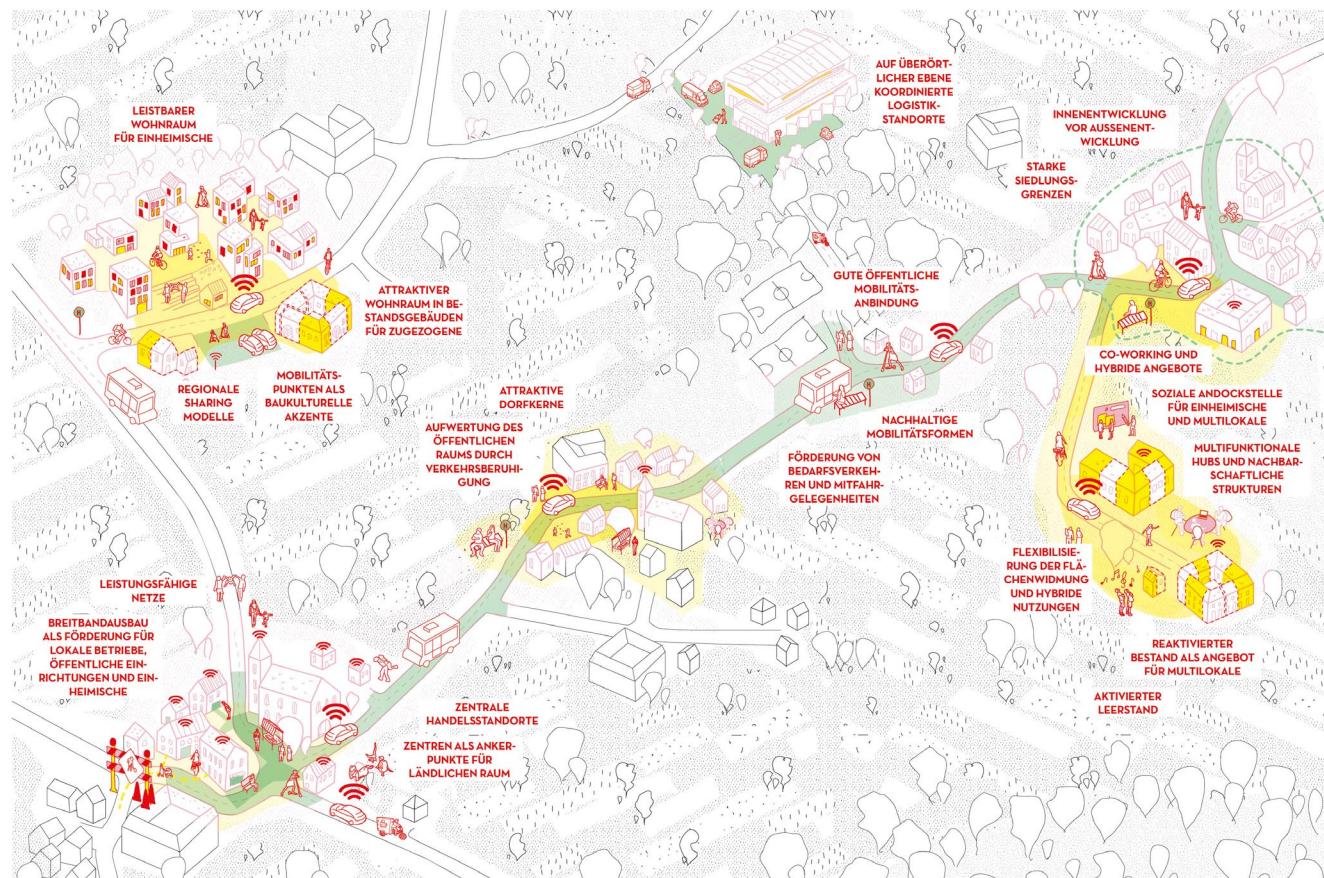 LEISTBARER
WOHNRAUM
FÜR EINHEIMISCHE
AUF ÜBERÖRT-
LICHER EBENE
KOORDINIERTE
LOGISTIK-
STANDORTE
INNENENTWICKLUNG
VOR AUSSENENT-
WICKLUNG
STARKE
SIEDLUNGS-
GRENZEN
ATTRAKTIVER
WOHNRAUM IN BE-
STANDSGEBÄUDEN
FÜR ZUGEZOGENE
GUTE ÖFFENTLICHE
MOBILITÄTS-
ANBINDUNG
REGIONALE
SHARING
MODELLE
MOBILITÄTS-
PUNKTEN ALS
BAUKULTURELLE
AKZENTE
ATTRAKTIVE
DORFKERNE
AUFWERTUNG DES
ÖFFENTLICHEN
RAUMS DURCH
VERKEHRSBERUHI-
GUNG
CO-WORKING UND
HYBRIDE ANGEBOTE
SOZIALE ANDOCKSTELLE
FÜR EINHEIMISCHE
UND MULTILOKALE
NACHHALTIGE
MOBILITÄTSFORMEN
FÖRDERUNG VON
BEDARFSVERKEH-
REN UND MITFAHR-
GELEGENHEITEN
MULTIFUNKTIONALE
HUBS UND NACHBAR-
SCHAFTLICHE
STRUKTUREN
FLEXIBILISIE-
RUNG DER FLÄ-
CHENWIDMUNG
UND HYBRIDE
NUTZUNGEN
LEISTUNGSFÄHIGE
NETZE
BREITBANDAUSBAU
ALS FÖRDERUNG FÜR
LOKALE BETRIEBE,
ÖFFENTLICHE EIN-
RICHTUNGEN UND EIN-
HEIMISCHE
REAKTIVIERTER
BESTAND ALS ANGEBOT
FÜR MULTILOKALE
AKTIVIERTER
LEERSTAND
ZENTRALE
HANDELSSTANDORTE
ZENTREN ALS ANKER-
PUNKTE FÜR
LÄNDLICHEN RAUM